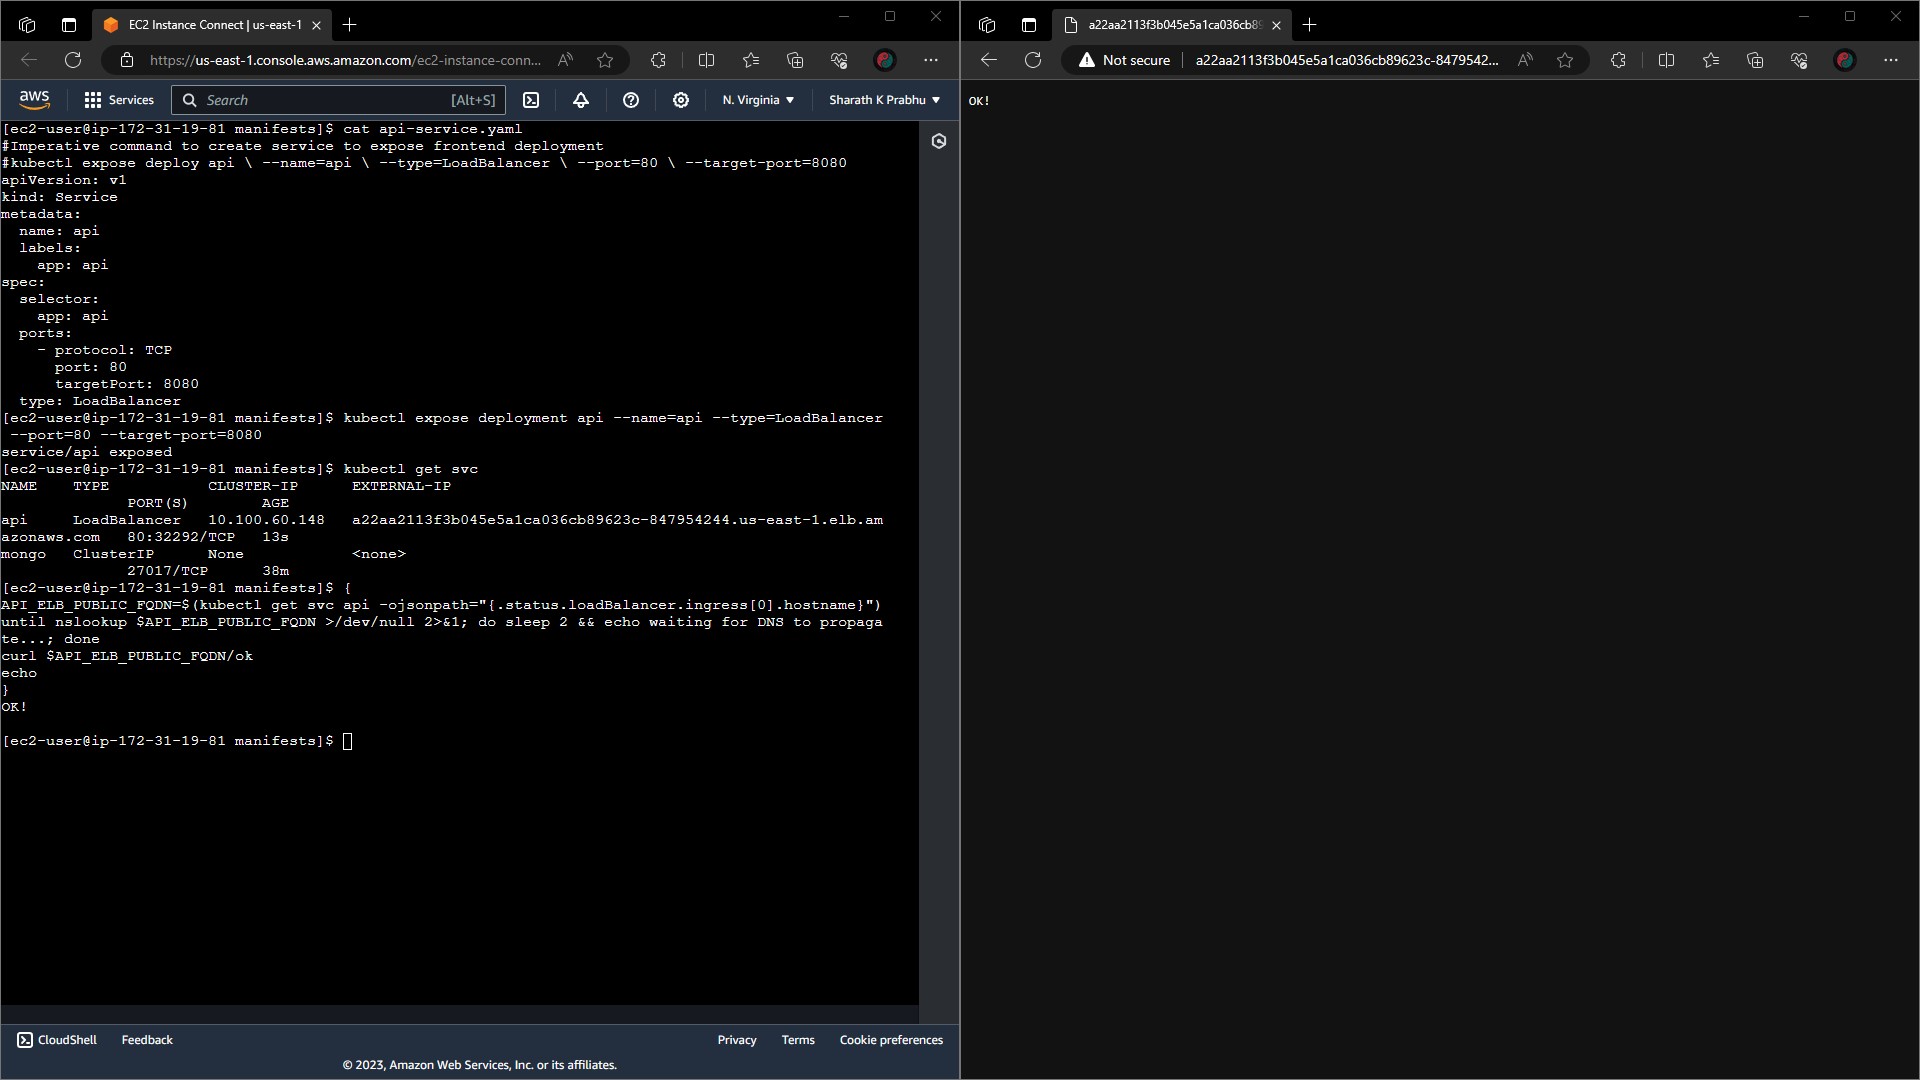 EC2 Instance Connect | us-east-1
https://us-east-1.console.aws.amazon.com/ec2-instance-conn...
aws
Services
Search
[Alt+S]
N. Virginia
Sharath K Prabhu
[ec2-user@ip-172-31-19-81 manifests]$ cat api-service.yaml
#Imperative command to create service to expose frontend deployment
#kubectl expose deploy api \ --name=api \ --type=LoadBalancer \ --port=80 \ --target-port=8080
apiVersion: v1
kind: Service
metadata:
  name: api
  labels:
    app: api
spec:
  selector:
    app: api
  ports:
    - protocol: TCP
      port: 80
      targetPort: 8080
  type: LoadBalancer
[ec2-user@ip-172-31-19-81 manifests]$ kubectl expose deployment api --name=api --type=LoadBalancer
 --port=80 --target-port=8080
service/api exposed
[ec2-user@ip-172-31-19-81 manifests]$ kubectl get svc
NAME    TYPE           CLUSTER-IP      EXTERNAL-IP
              PORT(S)        AGE
api     LoadBalancer   10.100.60.148   a22aa2113f3b045e5a1ca036cb89623c-847954244.us-east-1.elb.am
azonaws.com   80:32292/TCP   13s
mongo   ClusterIP      None            <none>
              27017/TCP      38m
[ec2-user@ip-172-31-19-81 manifests]$ {
API_ELB_PUBLIC_FQDN=$(kubectl get svc api -ojsonpath="{.status.loadBalancer.ingress[0].hostname}")
until nslookup $API_ELB_PUBLIC_FQDN >/dev/null 2>&1; do sleep 2 && echo waiting for DNS to propaga
te...; done
curl $API_ELB_PUBLIC_FQDN/ok
echo
}
OK!
[ec2-user@ip-172-31-19-81 manifests]$
CloudShell
Feedback
Privacy
Terms
Cookie preferences
© 2023, Amazon Web Services, Inc. or its affiliates.
a22aa2113f3b045e5a1ca036cb89
Not secure
a22aa2113f3b045e5a1ca036cb89623c-8479542...
OK!